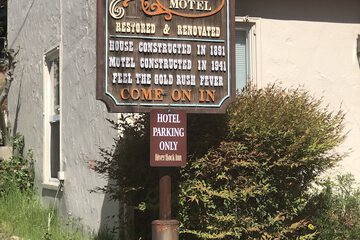 MOTEL
RESTORED & RENOVATED
HOUSE CONSTRUCTED IN 1891
MOTEL CONSTRUCTED IN 1941
FEEL THE GOLD RUSH FEVER
COME ON IN
HOTEL
PARKING
ONLY
River Rock Inn